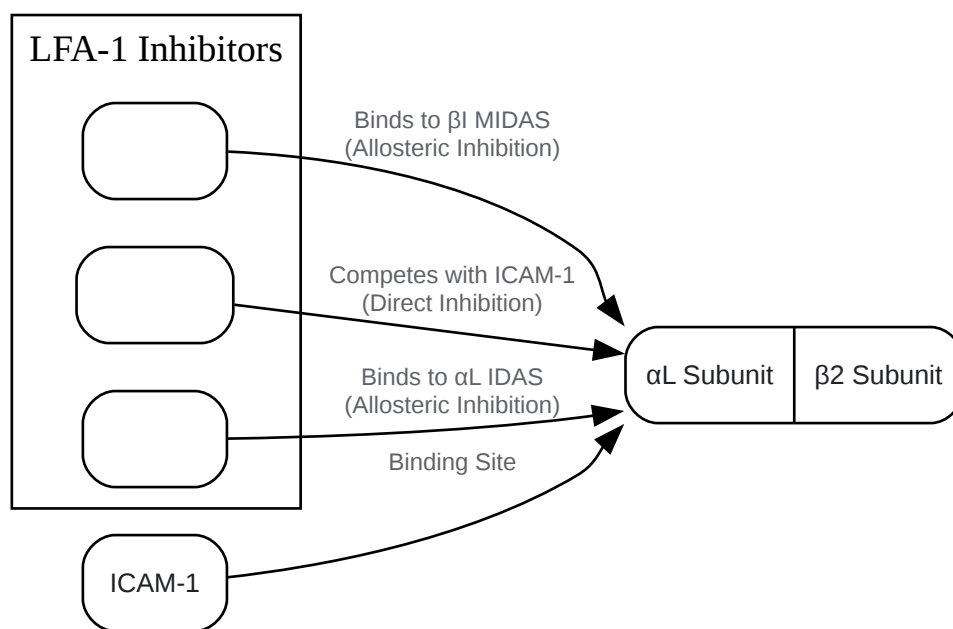 LFA-1 Inhibitors
Binds to βI MIDAS
(Allosteric Inhibition)
Competes with ICAM-1
(Direct Inhibition)
αL Subunit
β2 Subunit
Binds to αL IDAS
(Allosteric Inhibition)
Binding Site
ICAM-1